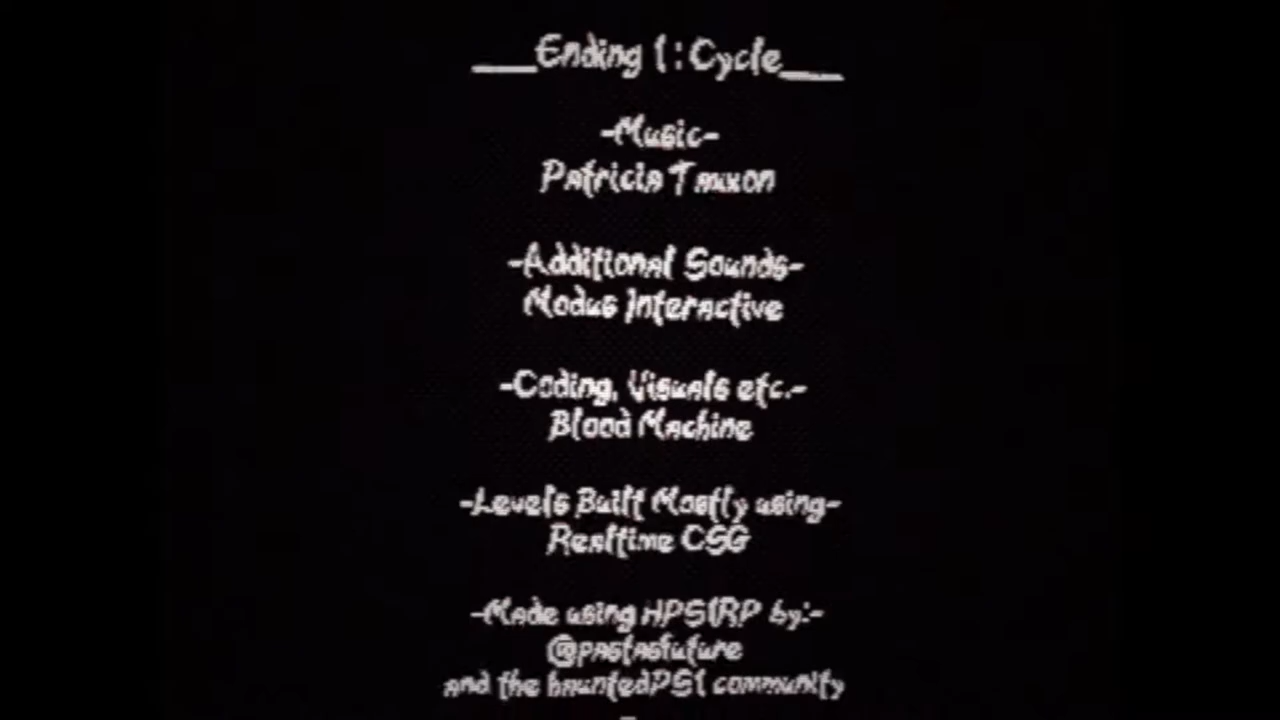 ___Ending 1:Cycle___
-Music-
Patricia Taxxon
-Additional Sounds-
Modus Interactive
-Coding, Visuals etc.-
Blood Machine
-Levels Built Mostly using-
Realtime CSG
-Made using HPS1RP by:-
@pastasfuture
and the hauntedPS1 community